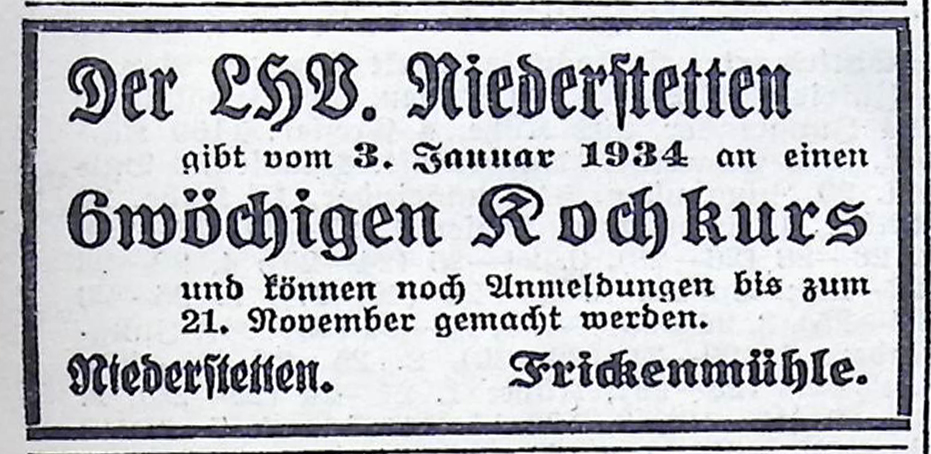 Der LHV. Niederstetten
gibt vom 3. Januar 1934 an einen
6wöchigen Kochkurs
und können noch Anmeldungen bis zum
21. November gemacht werden.
Niederstetten. Frickenmühle.